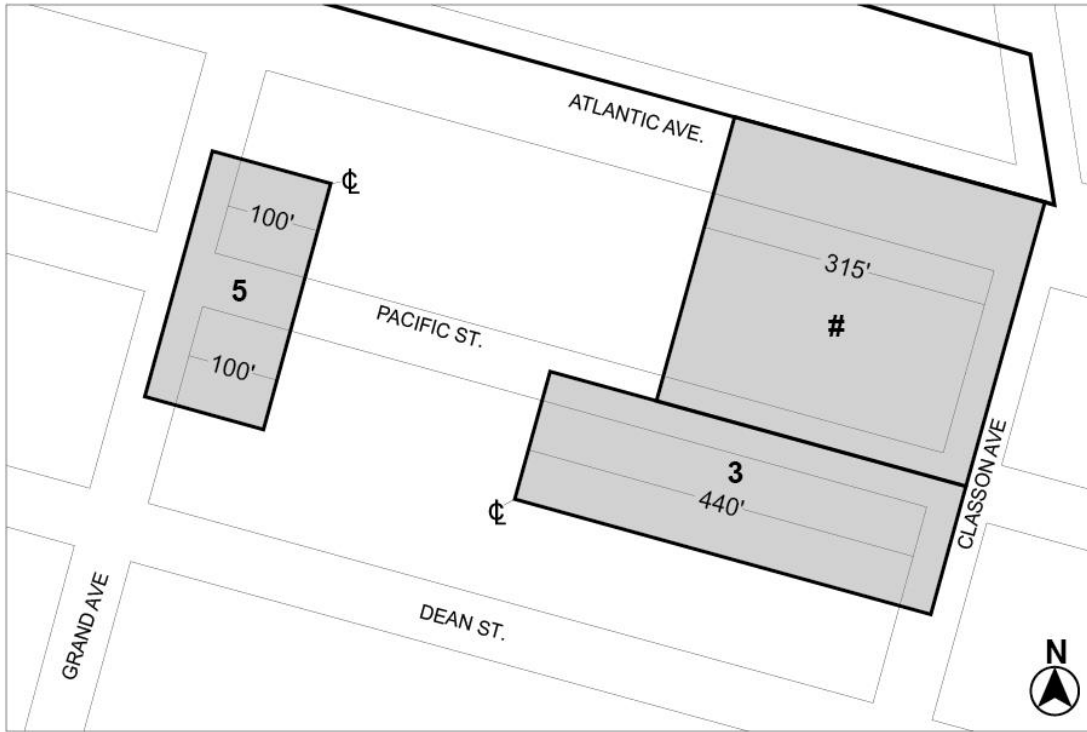 ATLANTIC AVE.
℄
100'
315'
5
#
PACIFIC ST.
100'
3
440'
℄
CLASSON AVE
DEAN ST.
GRAND AVE
N